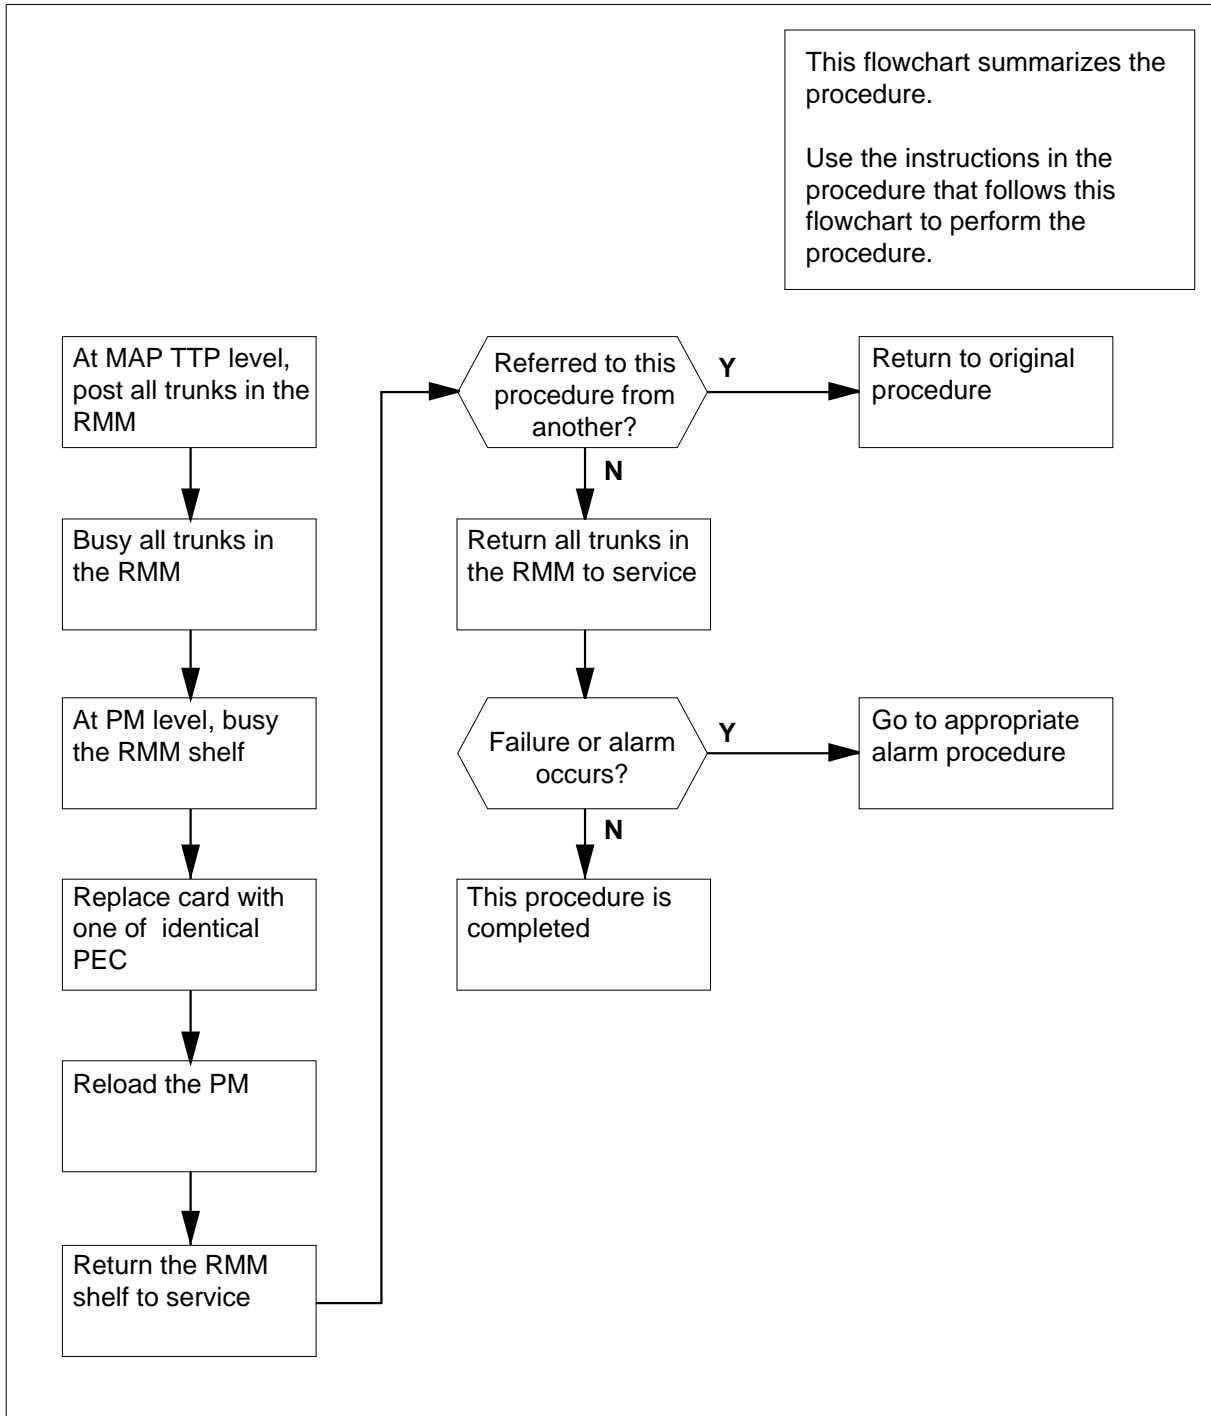 This flowchart summarizes the
procedure.
Use the instructions in the
procedure that follows this
flowchart to perform the
procedure.
At MAP TTP level,
post all trunks in the
RMM
Busy all trunks in
the RMM
At PM level, busy
the RMM shelf
Replace card with
one of  identical
PEC
Reload the PM
Return the RMM
shelf to service
Referred to this
procedure from
another?
Y
Return to original
procedure
N
Return all trunks in
the RMM to service
Failure or alarm
occurs?
Y
Go to appropriate
alarm procedure
N
This procedure is
completed